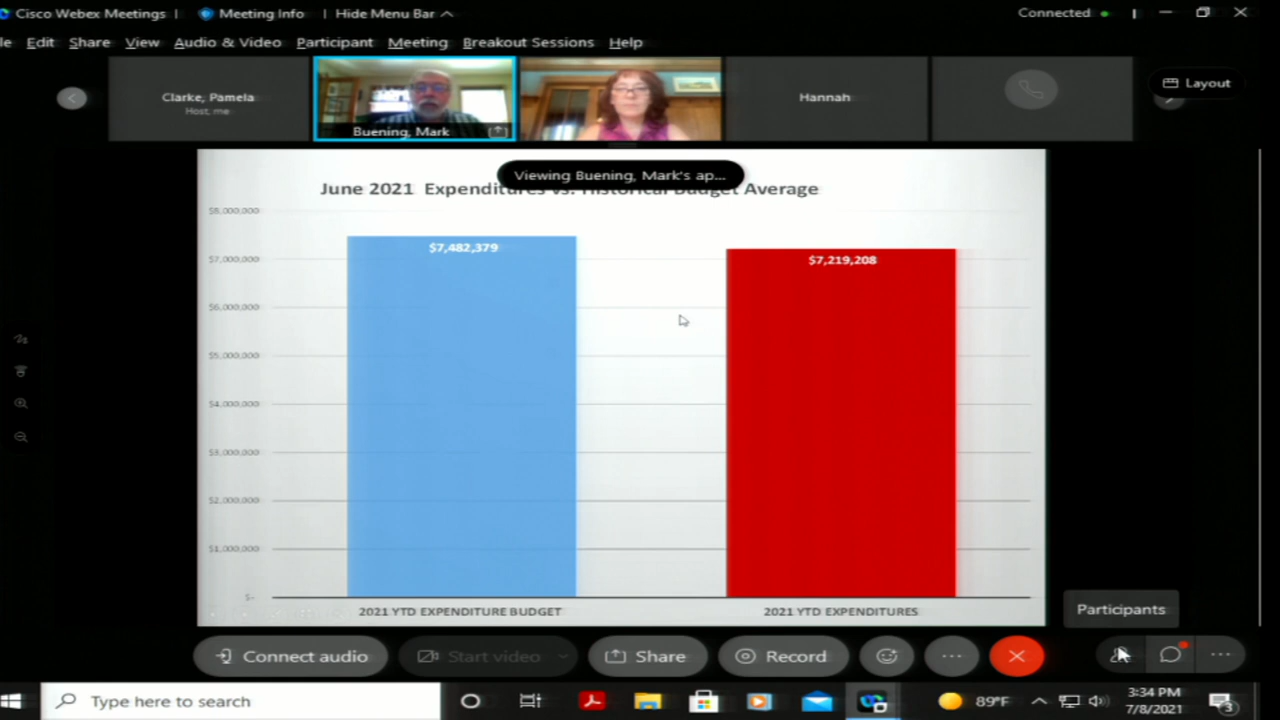 Cisco Webex Meetings | Meeting Info | Hide Menu Bar
Connected
Edit Share View Audio & Video Participant Meeting Breakout Sessions Help
Clarke, Pamela
Host, me
Buening, Mark
Hannah
Layout
Viewing Buening, Mark's ap...
June 2021 Expenditures vs. Historical Budget Average
$8,000,000
$7,482,379
$7,219,208
$7,000,000
$6,000,000
$5,000,000
$4,000,000
$3,000,000
$2,000,000
$1,000,000
$-
2021 YTD EXPENDITURE BUDGET
2021 YTD EXPENDITURES
Participants
Connect audio
Start video
Share
Record
Type here to search
89°F
3:34 PM
7/8/2021
3